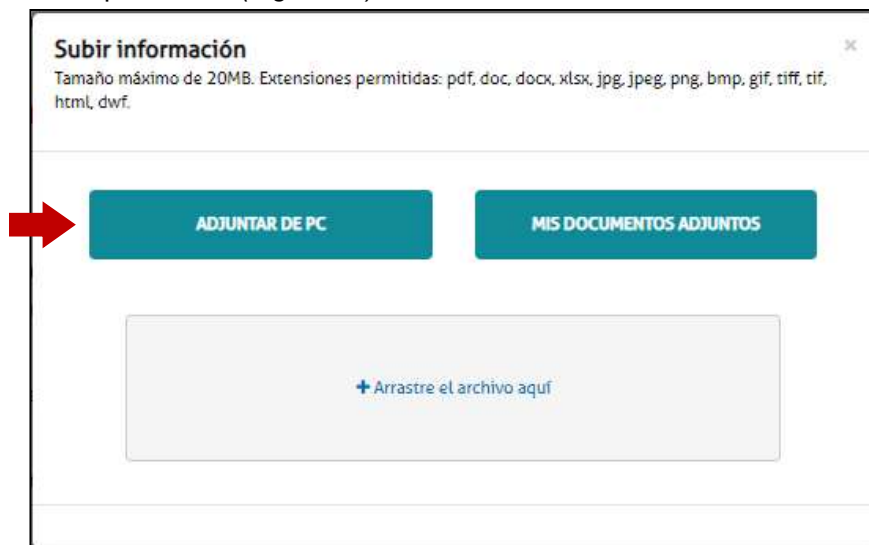 Subir información
×
Tamaño máximo de 20MB. Extensiones permitidas: pdf, doc, docx, xlsx, jpg, jpeg, png, bmp, gif, tiff, tif,
html, dwf.
ADJUNTAR DE PC
MIS DOCUMENTOS ADJUNTOS
+ Arrastre el archivo aquí